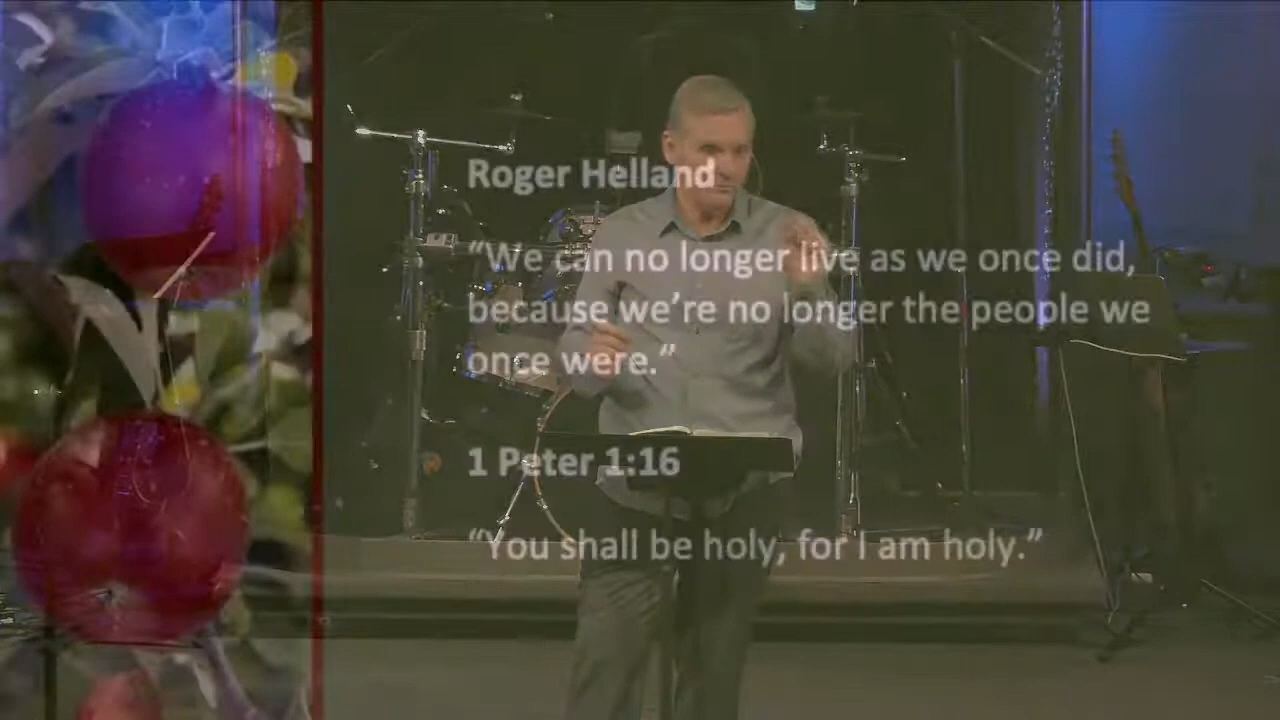 Roger Helland
“We can no longer live as we once did,
because we’re no longer the people we
once were.”
1 Peter 1:16
“You shall be holy, for I am holy.”